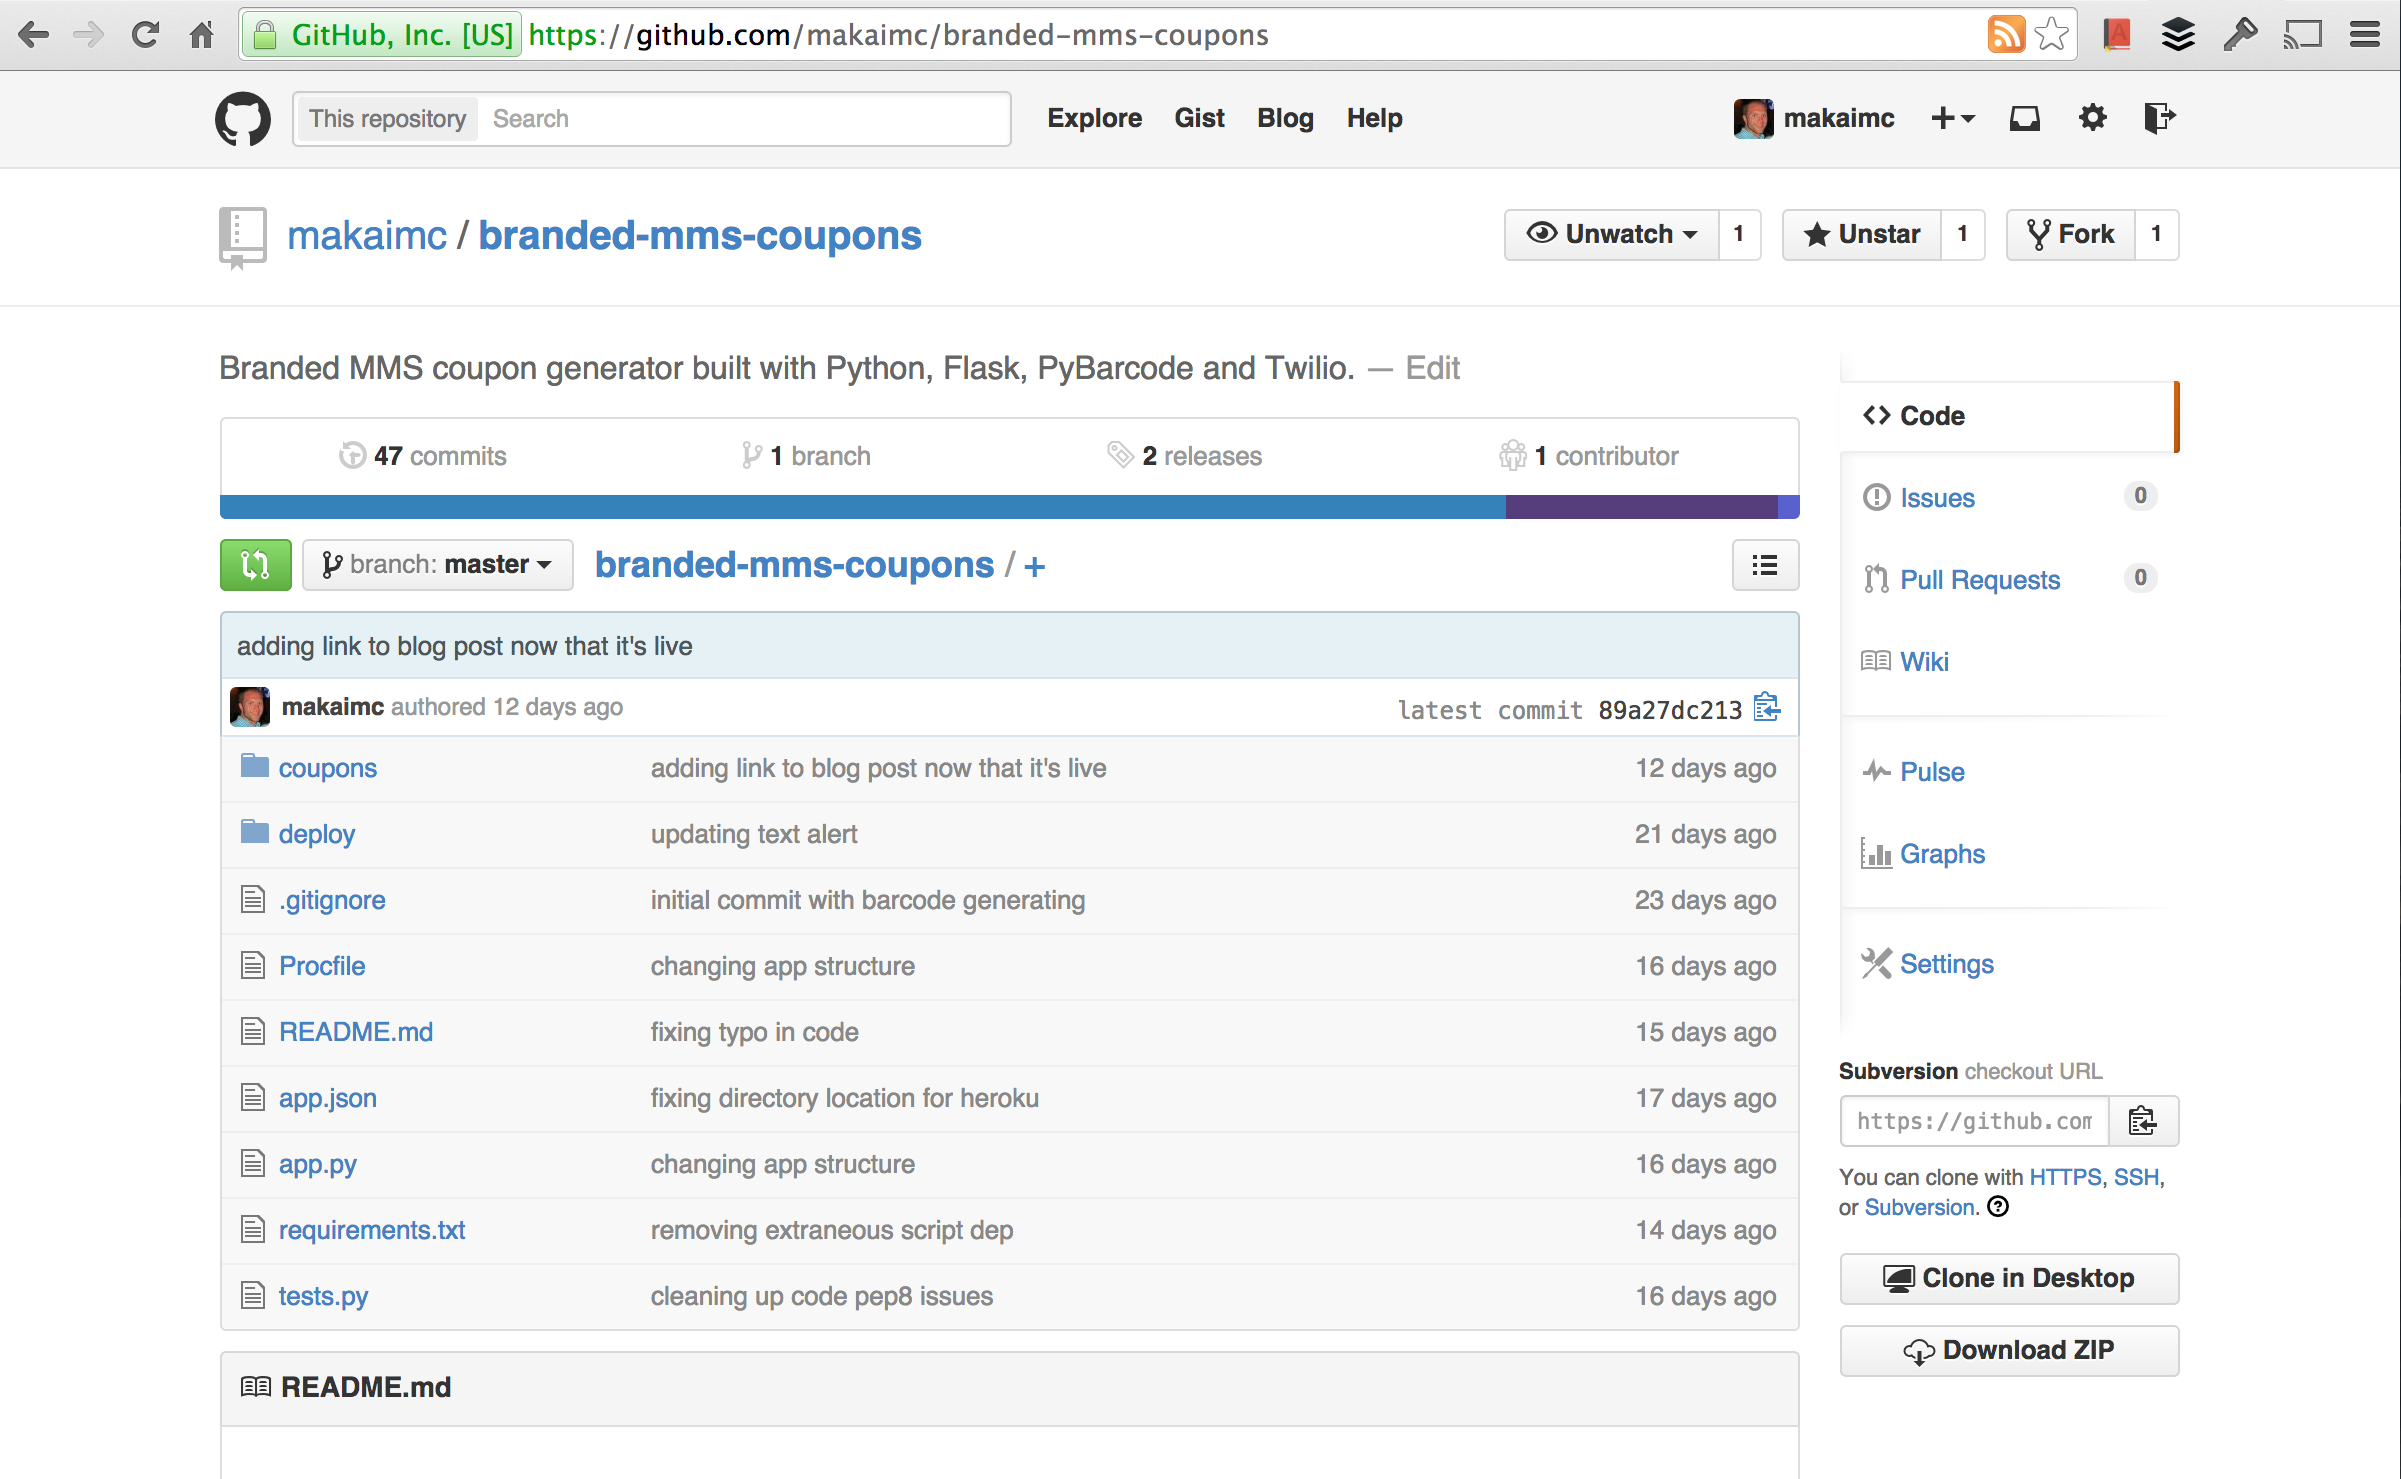 GitHub, Inc. [US] https://github.com/makaimc/branded-mms-coupons
This repository Search Explore Gist Blog Help makaimc
makaimc / branded-mms-coupons Unwatch 1 Unstar 1 Fork 1
Branded MMS coupon generator built with Python, Flask, PyBarcode and Twilio. — Edit
47 commits 1 branch 2 releases 1 contributor
branch: master branded-mms-coupons / +
adding link to blog post now that it's live
makaimc authored 12 days ago latest commit 89a27dc213
coupons adding link to blog post now that it's live 12 days ago
deploy updating text alert 21 days ago
.gitignore initial commit with barcode generating 23 days ago
Procfile changing app structure 16 days ago
README.md fixing typo in code 15 days ago
app.json fixing directory location for heroku 17 days ago
app.py changing app structure 16 days ago
requirements.txt removing extraneous script dep 14 days ago
tests.py cleaning up code pep8 issues 16 days ago
README.md
Code
Issues 0
Pull Requests 0
Wiki
Pulse
Graphs
Settings
Subversion checkout URL
https://github.com
You can clone with HTTPS, SSH,
or Subversion.
Clone in Desktop
Download ZIP